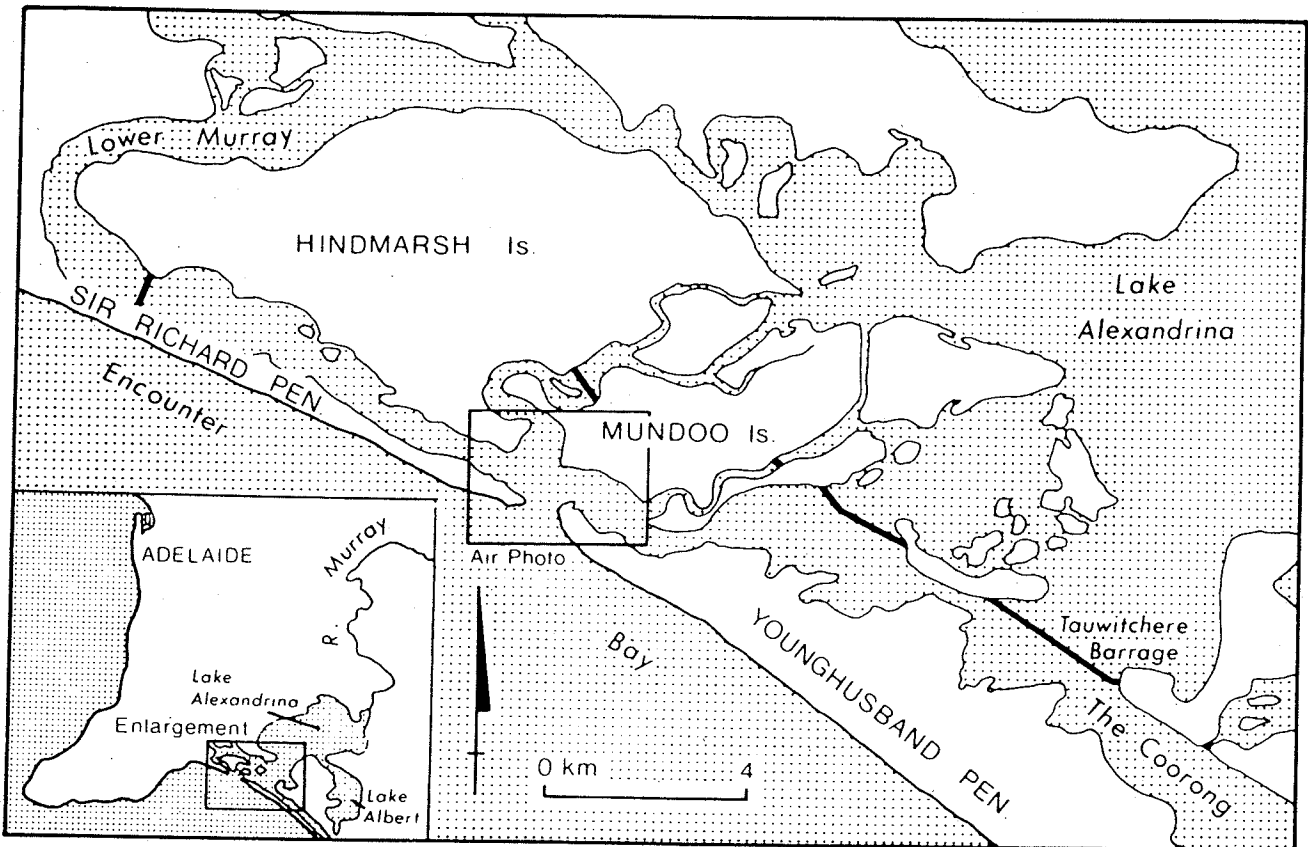 Lower Murray
HINDMARSH Is.
Lake
Alexandrina
SIR RICHARD PEN.
Encounter
MUNDOO Is.
Air Photo
Bay
YOUNGHUSBAND PEN
Tauwitchere
Barrage
The Coorong
0 km 4
ADELAIDE
R. Murray
Lake
Alexandrina
Enlargement
Lake
Albert